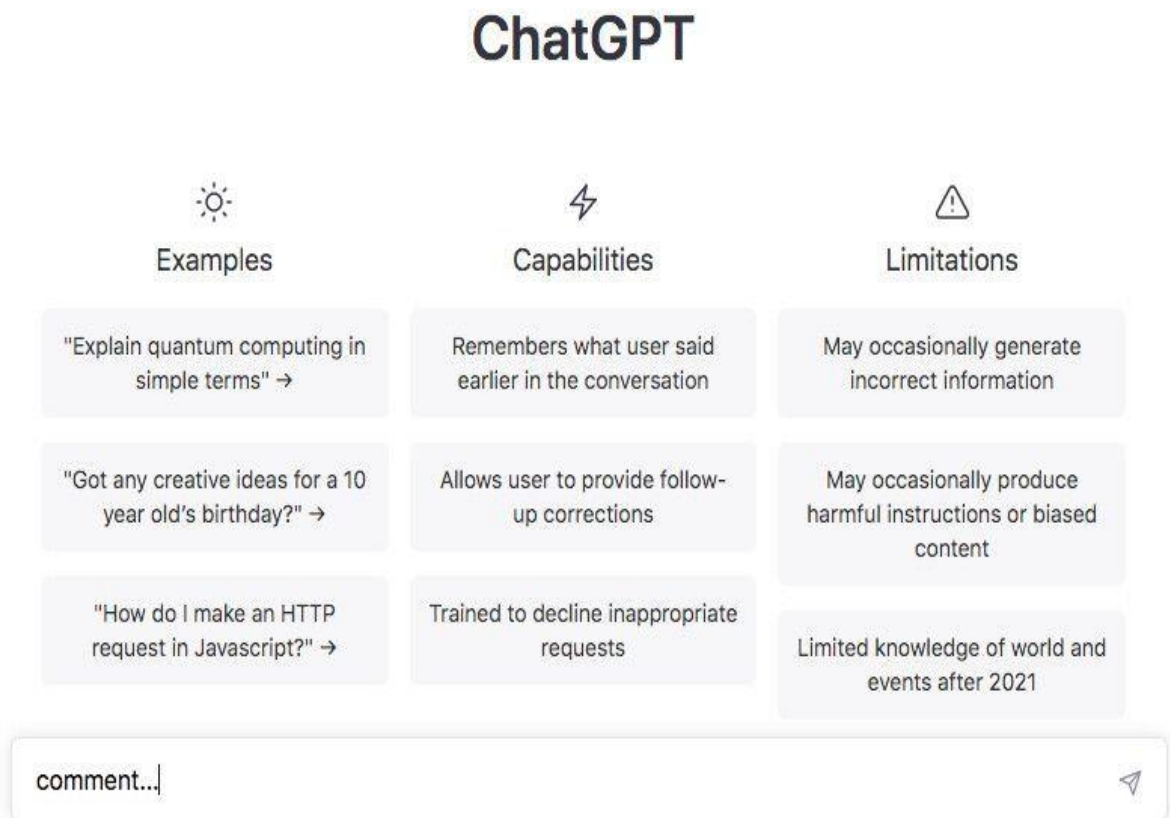 ChatGPT
Examples
"Explain quantum computing in
simple terms" →
"Got any creative ideas for a 10
year old's birthday?" →
"How do I make an HTTP
request in Javascript?" →
Capabilities
Remembers what user said
earlier in the conversation
Allows user to provide follow-
up corrections
Trained to decline inappropriate
requests
Limitations
May occasionally generate
incorrect information
May occasionally produce
harmful instructions or biased
content
Limited knowledge of world and
events after 2021
comment...